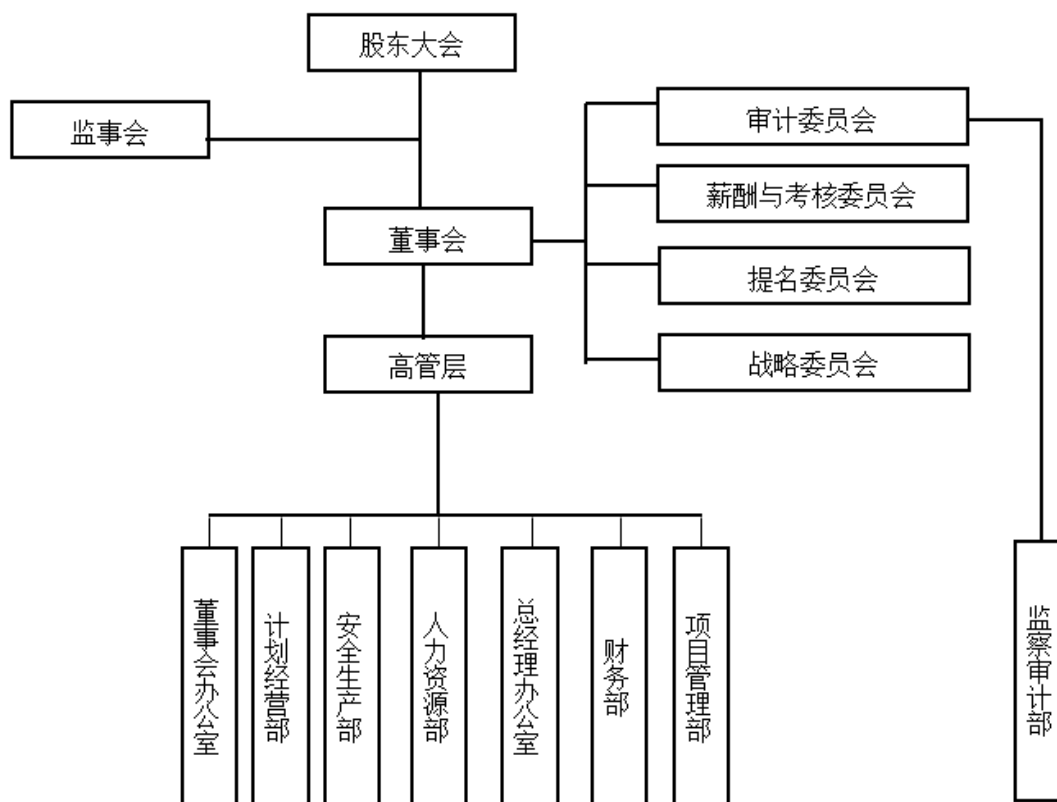 股东大会
监事会
审计委员会
薪酬与考核委员会
董事会
提名委员会
高管层
战略委员会
董事会办公室
计划经营部
安全生产部
人力资源部
总经理办公室
财务部
项目管理部
监察审计部